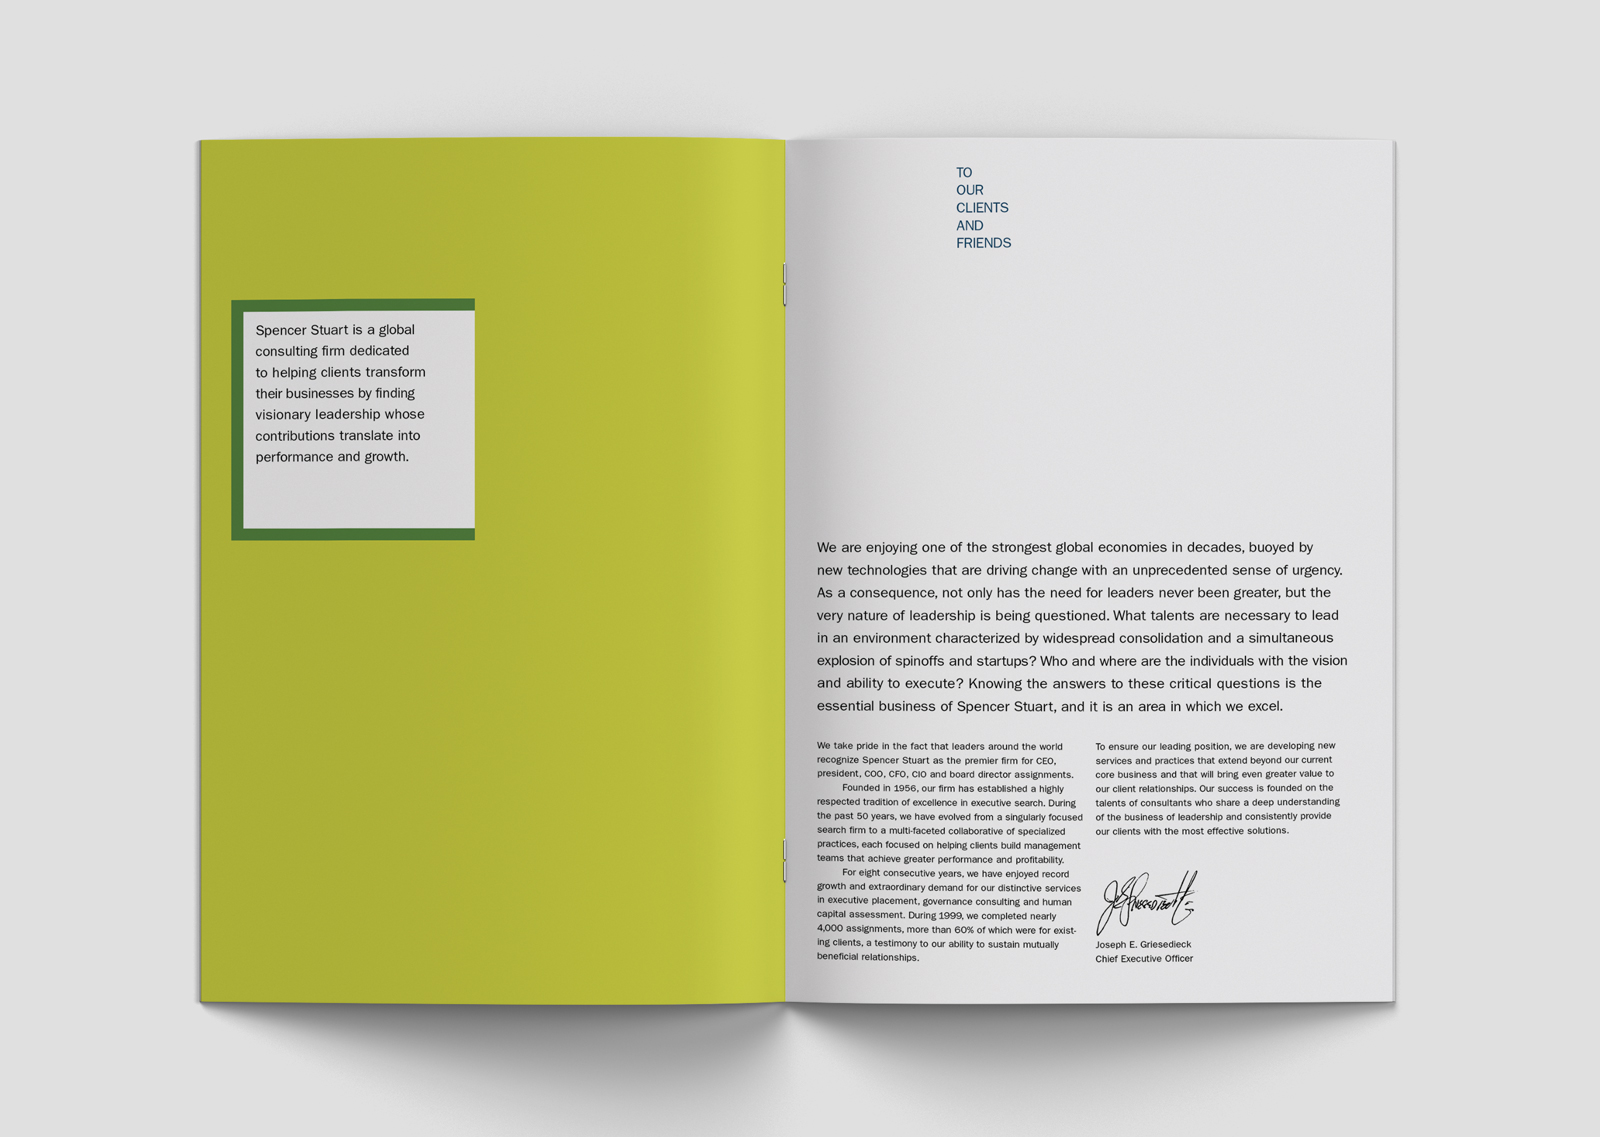 Spencer Stuart is a global
consulting firm dedicated
to helping clients transform
their businesses by finding
visionary leadership whose
contributions translate into
performance and growth.
TO
OUR
CLIENTS
AND
FRIENDS
We are enjoying one of the strongest global economies in decades, buoyed by
new technologies that are driving change with an unprecedented sense of urgency.
As a consequence, not only has the need for leaders never been greater, but the
very nature of leadership is being questioned. What talents are necessary to lead
in an environment characterized by widespread consolidation and a simultaneous
explosion of spinoffs and startups? Who and where are the individuals with the vision
and ability to execute? Knowing the answers to these critical questions is the
essential business of Spencer Stuart, and it is an area in which we excel.
We take pride in the fact that leaders around the world
recognize Spencer Stuart as the premier firm for CEO,
president, COO, CFO, CIO and board director assignments.
Founded in 1956, our firm has established a highly
respected tradition of excellence in executive search. During
the past 50 years, we have evolved from a singularly focused
search firm to a multi-faceted collaborative of specialized
practices, each focused on helping clients build management
teams that achieve greater performance and profitability.
For eight consecutive years, we have enjoyed record
growth and extraordinary demand for our distinctive services
in executive placement, governance consulting and human
capital assessment. During 1999, we completed nearly
4,000 assignments, more than 60% of which were for exist-
ing clients, a testimony to our ability to sustain mutually
beneficial relationships.
To ensure our leading position, we are developing new
services and practices that extend beyond our current
core business and that will bring even greater value to
our client relationships. Our success is founded on the
talents of consultants who share a deep understanding
of the business of leadership and consistently provide
our clients with the most effective solutions.
Joseph E. Griesedieck
Chief Executive Officer